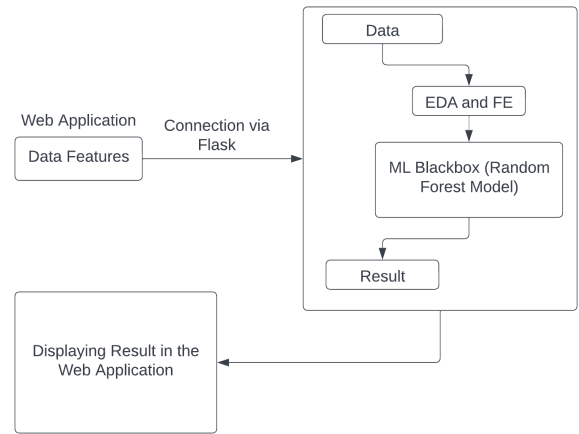 Web Application
Data Features
Connection via
Flask
Data
EDA and FE
ML Blackbox (Random
Forest Model)
Result
Displaying Result in the
Web Application